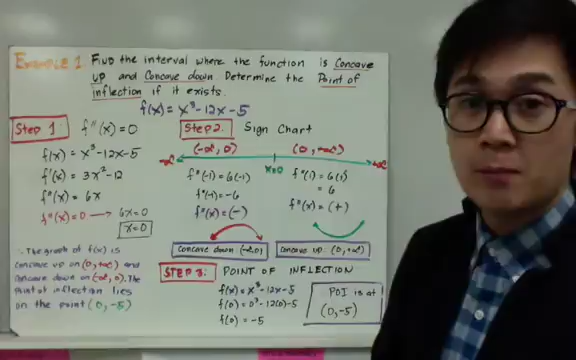 Example 1. Find the interval where the function is Concave
up and Concave down. Determine the Point of
inflection if it exists.
f(x) = x³-12x-5
Step 1: f''(x) = 0
f(x) = x³-12x-5
f'(x) = 3x²-12
f''(x) = 6x
f''(x) = 0 → 6x=0
x=0
∴ The graph of f(x) is
concave up on (0,+∞) and
concave down on (-∞,0). The
point of inflection lies
on the point (0,-5)
Step 2: Sign Chart
(-∞, 0) (0, +∞)
-∞ x=0 +∞
f''(-1) = 6(-1) f''(1) = 6(1)
f''(-1) = -6 = 6
f''(x) = (-) f''(x) = (+)
Concave down: (-∞,0) Concave up: (0,+∞)
STEP 3: POINT OF INFLECTION
f(x) = x³-12x-5
f(0) = 0³-12(0)-5
f(0) = -5
POI is at
(0,-5)